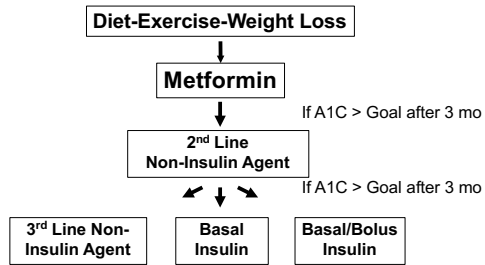 Diet-Exercise-Weight Loss
Metformin
If A1C > Goal after 3 mo
2nd Line
Non-Insulin Agent
If A1C > Goal after 3 mo
3rd Line Non-
Insulin Agent
Basal
Insulin
Basal/Bolus
Insulin